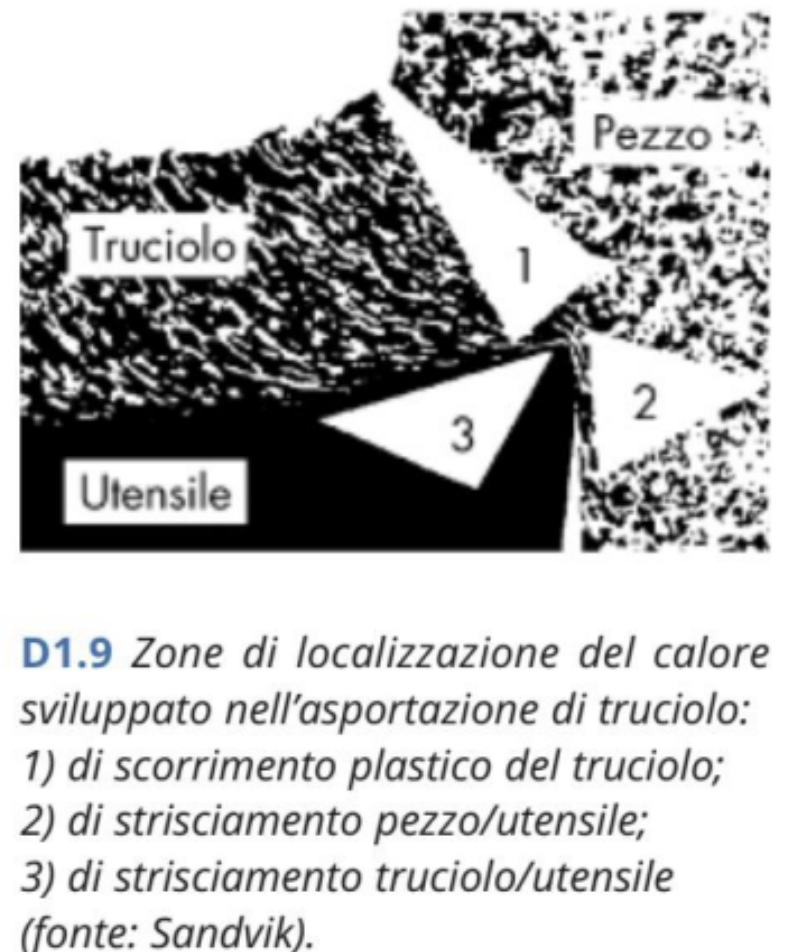 Pezzo
Truciolo
1
2
3
Utensile
D1.9 Zone di localizzazione del calore
sviluppato nell'asportazione di truciolo:
1) di scorrimento plastico del truciolo;
2) di strisciamento pezzo/utensile;
3) di strisciamento truciolo/utensile
(fonte: Sandvik).